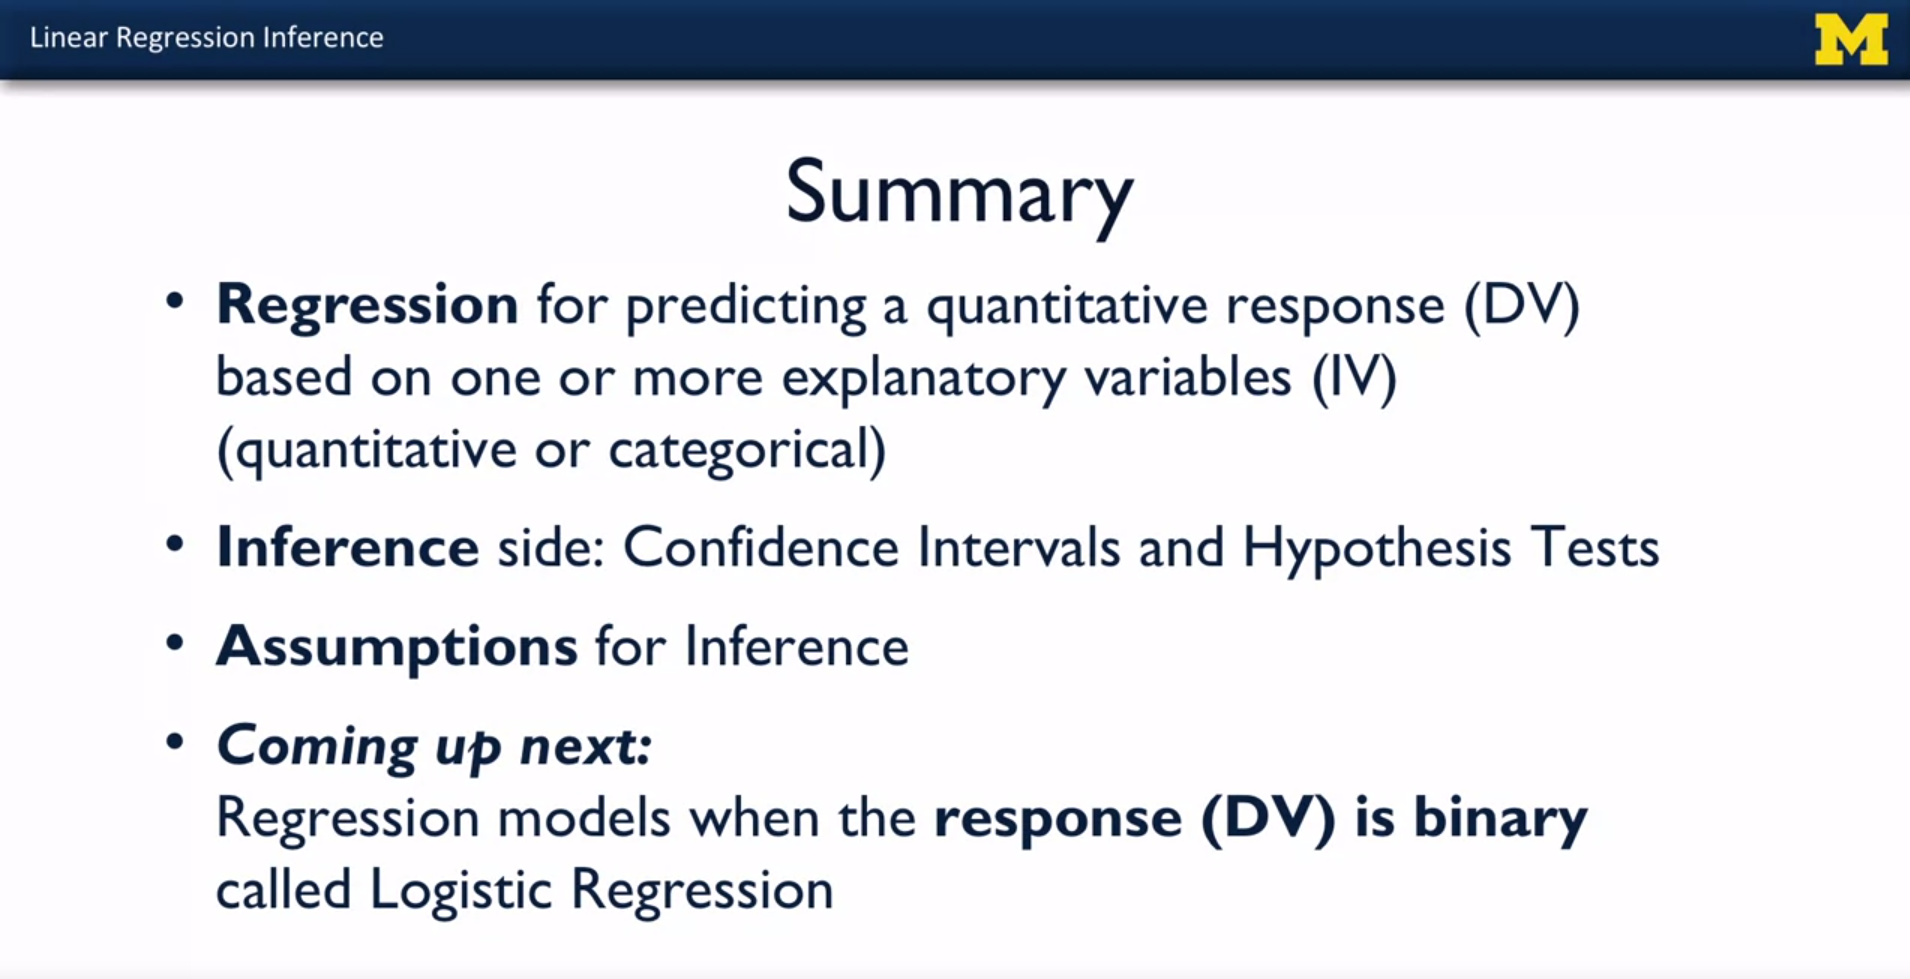 Linear Regression Inference
M
Summary
• Regression for predicting a quantitative response (DV)
based on one or more explanatory variables (IV)
(quantitative or categorical)
• Inference side: Confidence Intervals and Hypothesis Tests
• Assumptions for Inference
• Coming up next:
Regression models when the response (DV) is binary
called Logistic Regression